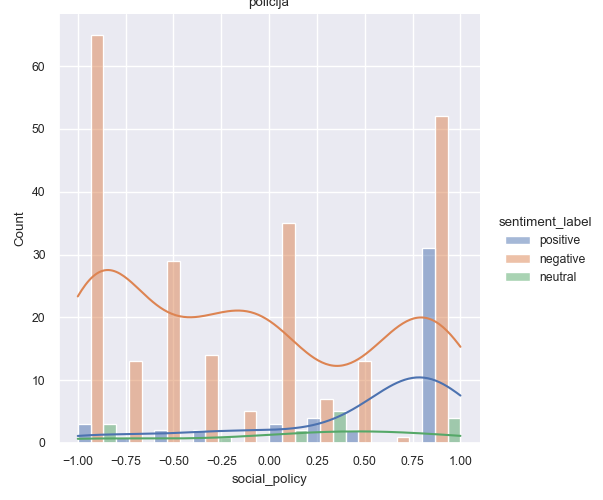 policija
Count
60
50
40
30
20
10
0
−1.00 −0.75 −0.50 −0.25 0.00 0.25 0.50 0.75 1.00
social_policy
sentiment_label
positive
negative
neutral